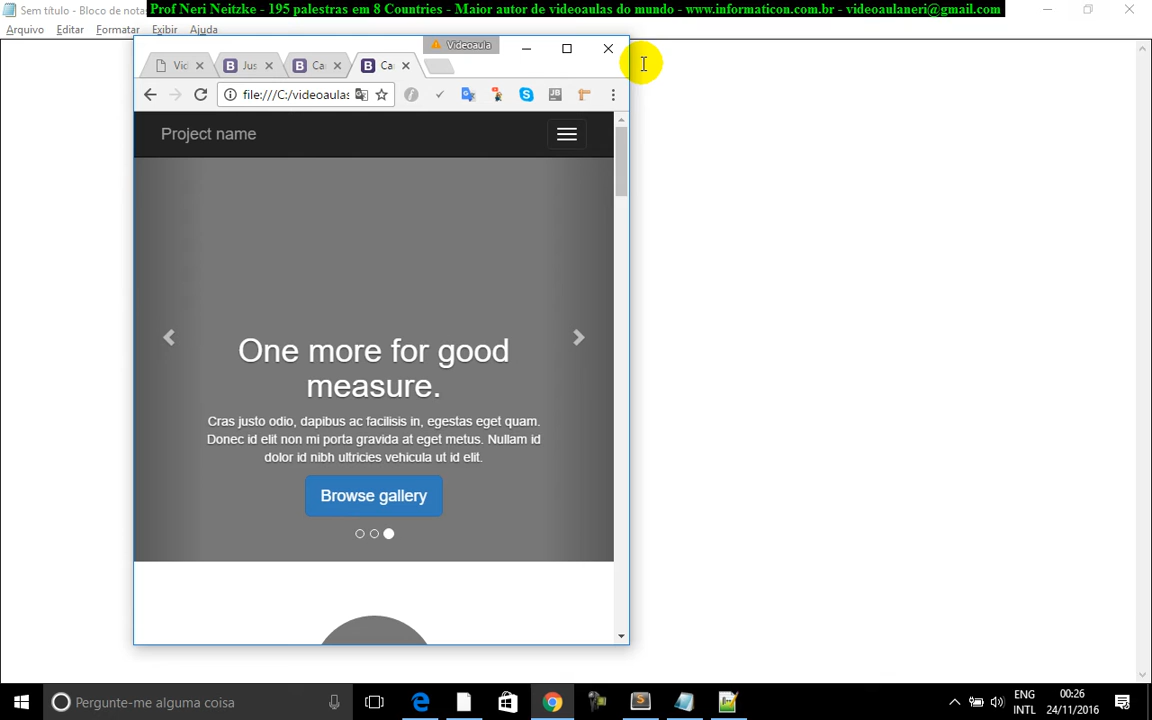 Sem título - Bloco de notas
Prof Neri Neitzke - 195 palestras em 8 Countries - Maior autor de videoaulas do mundo - www.informaticon.com.br - videoaulaneri@gmail.com
Arquivo Editar Formatar Exibir Ajuda
Videoaula
Vid Jus Ca Ca
file:///C:/videoaulas
Project name
One more for good
measure.
Cras justo odio, dapibus ac facilisis in, egestas eget quam.
Donec id elit non mi porta gravida at eget metus. Nullam id
dolor id nibh ultricies vehicula ut id elit.
Browse gallery
Pergunte-me alguma coisa
ENG 00:26
INTL 24/11/2016